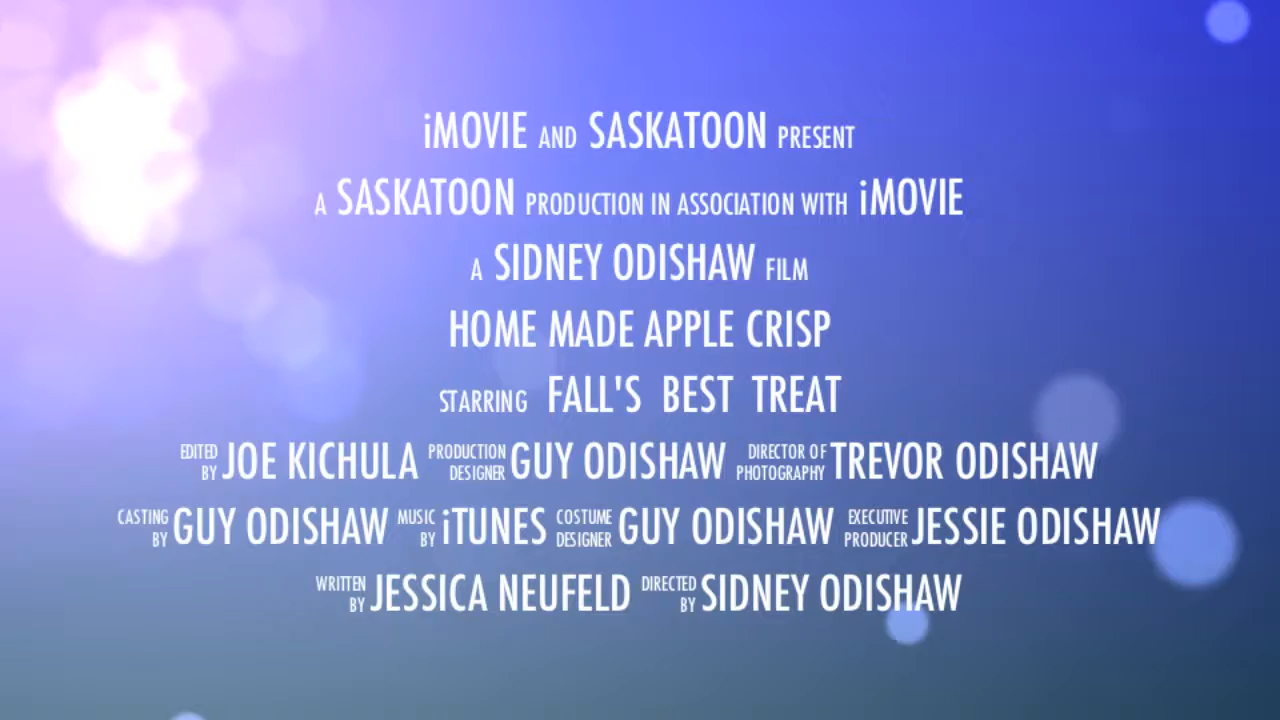 iMOVIE AND SASKATOON PRESENT
A SASKATOON PRODUCTION IN ASSOCIATION WITH iMOVIE
A SIDNEY ODISHAW FILM
HOME MADE APPLE CRISP
STARRING FALL'S BEST TREAT
EDITED BY JOE KICHULA PRODUCTION DESIGNER GUY ODISHAW DIRECTOR OF PHOTOGRAPHY TREVOR ODISHAW
CASTING BY GUY ODISHAW MUSIC BY iTUNES COSTUME DESIGNER GUY ODISHAW EXECUTIVE PRODUCER JESSIE ODISHAW
WRITTEN BY JESSICA NEUFELD DIRECTED BY SIDNEY ODISHAW